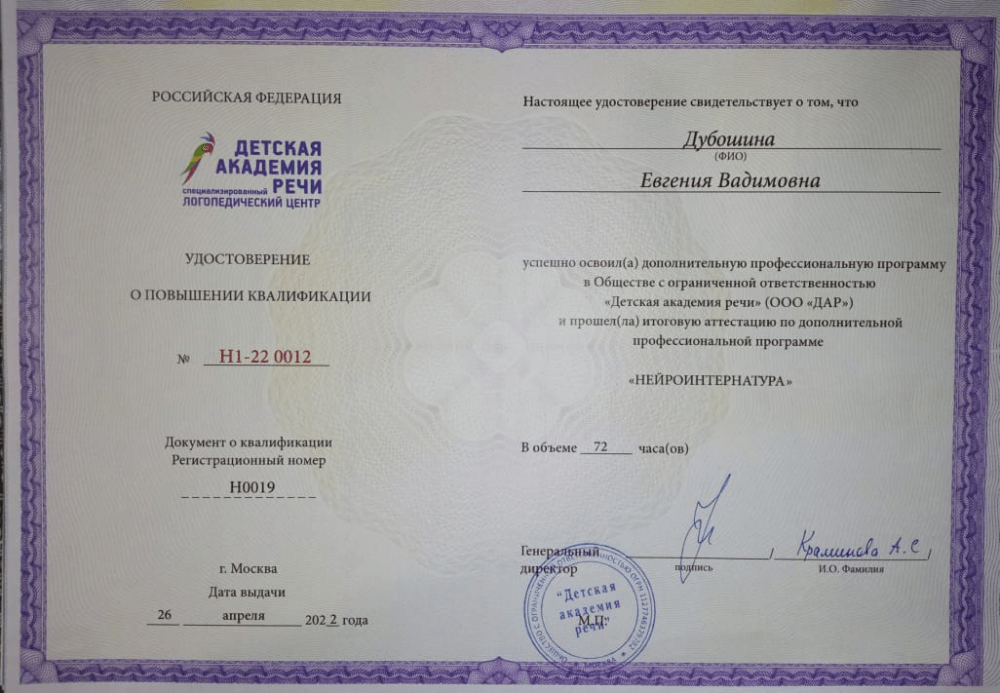 РОССИЙСКАЯ ФЕДЕРАЦИЯ
ДЕТСКАЯ
АКАДЕМИЯ
РЕЧИ
специализированный
ЛОГОПЕДИЧЕСКИЙ ЦЕНТР
УДОСТОВЕРЕНИЕ
О ПОВЫШЕНИИ КВАЛИФИКАЦИИ
№ Н1-22 0012
Документ о квалификации
Регистрационный номер
Н0019
г. Москва
Дата выдачи
26 апреля 2022 года
Настоящее удостоверение свидетельствует о том, что
Дубошина
(ФИО)
Евгения Вадимовна
успешно освоил(а) дополнительную профессиональную программу
в Обществе с ограниченной ответственностью
«Детская академия речи» (ООО «ДАР»)
и прошел(ла) итоговую аттестацию по дополнительной
профессиональной программе
«НЕЙРОИНТЕРНАТУРА»
В объеме 72 часа(ов)
Генеральный
директор
подпись
/ /
А. С
И.О. Фамилия
"Детская
академия
речи"
М.П.
МОСКВА